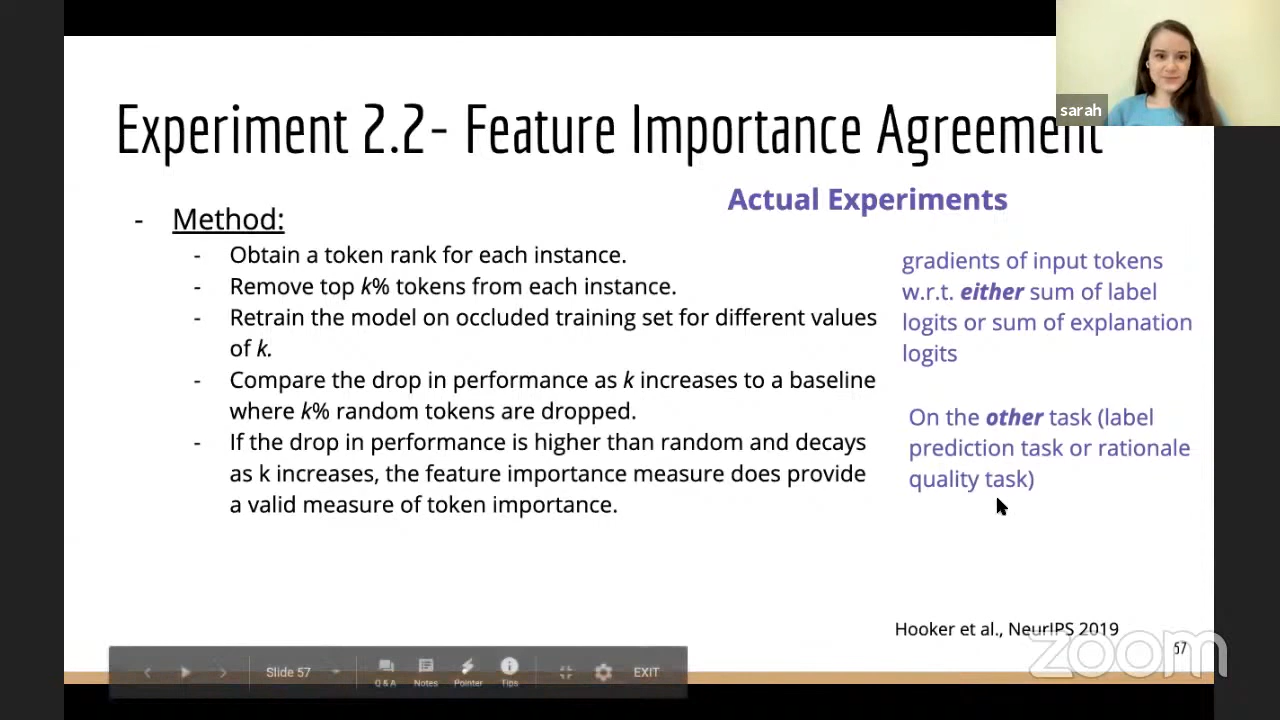 sarah
Experiment 2.2- Feature Importance Agreement
Actual Experiments
- Method:
- Obtain a token rank for each instance.
- Remove top k% tokens from each instance.
- Retrain the model on occluded training set for different values
of k.
- Compare the drop in performance as k increases to a baseline
where k% random tokens are dropped.
- If the drop in performance is higher than random and decays
as k increases, the feature importance measure does provide
a valid measure of token importance.
gradients of input tokens
w.r.t. either sum of label
logits or sum of explanation
logits
On the other task (label
prediction task or rationale
quality task)
Hooker et al., NeurIPS 2019
57
zoom
Slide 57
Q & A
Notes
Pointer
Tips
EXIT